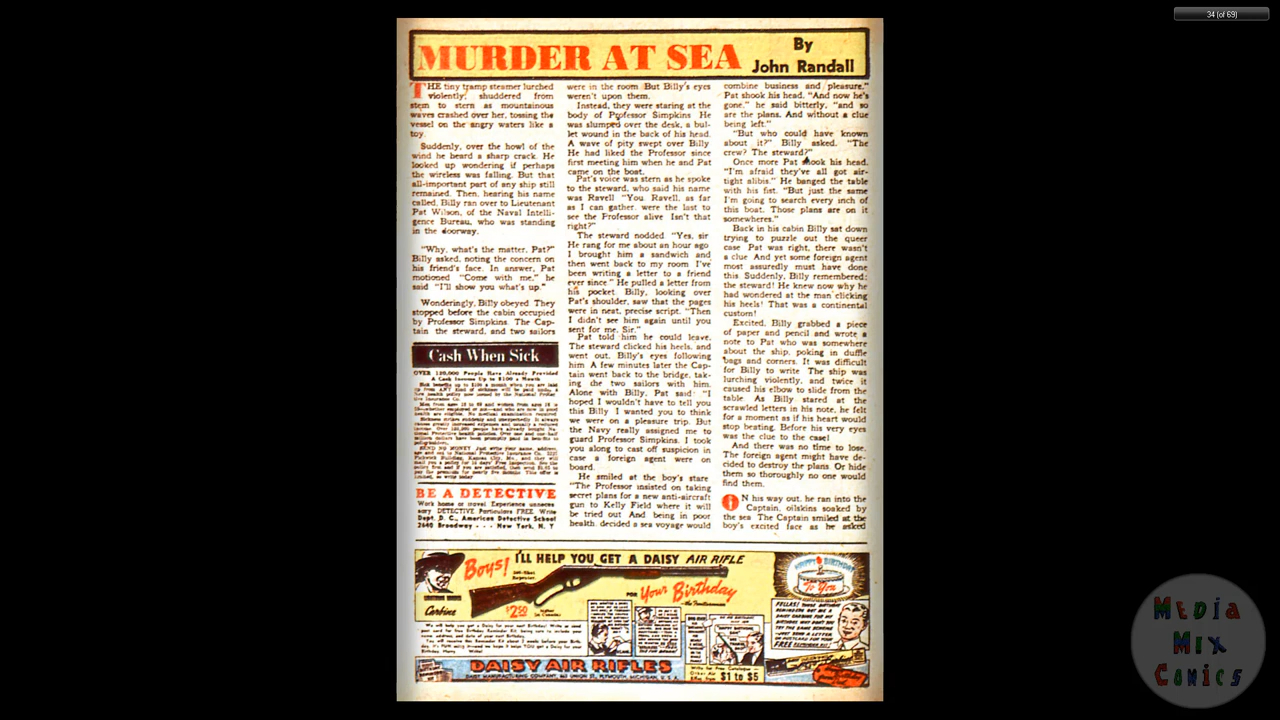 34 (of 69)
MURDER AT SEA
By
John Randall
THE tiny tramp steamer lurched
violently, shuddered from
stem to stern as mountainous
waves crashed over her, tossing the
vessel on the angry waters like a
toy.
Suddenly, over the howl of the
wind he heard a sharp crack. He
looked up wondering if perhaps
the wireless was falling. But that
all-important part of any ship still
remained. Then, hearing his name
called, Billy ran over to Lieutenant
Pat Wilson, of the Naval Intelli-
gence Bureau, who was standing
in the doorway.
"Why, what's the matter, Pat?"
Billy asked, noting the concern on
his friend's face. In answer, Pat
motioned "Come with me," he
said "I'll show you what's up."
Wonderingly, Billy obeyed They
stopped before the cabin occupied
by Professor Simpkins. The Cap-
tain the steward, and two sailors
Cash When Sick
OVER 120,000 People Have Already Provided
A Cash Income Up to $100 a Month
BE A DETECTIVE
Work home or travel Experience unneces
sary DETECTIVE Particulars FREE. Write
Dept. D. C., American Detective School
2640 Broadway - - - New York, N. Y
were in the room But Billy's eyes
weren't upon them.
Instead, they were staring at the
body of Professor Simpkins He
was slumped over the desk, a bul-
let wound in the back of his head.
A wave of pity swept over Billy
He had liked the Professor since
first meeting him when he and Pat
came on the boat.
Pat's voice was stern as he spoke
to the steward, who said his name
was Ravell "You, Ravell, as far
as I can gather, were the last to
see the Professor alive Isn't that
right?"
The steward nodded "Yes, sir
He rang for me about an hour ago
I brought him a sandwich and
then went back to my room I've
been writing a letter to a friend
ever since." He pulled a letter from
his pocket Billy, looking over
Pat's shoulder, saw that the pages
were in neat, precise script. "Then
I didn't see him again until you
sent for me, Sir."
Pat told him he could leave.
The steward clicked his heels, and
went out, Billy's eyes following
him A few minutes later the Cap-
tain went back to the bridge, tak-
ing the two sailors with him.
Alone with Billy, Pat said: "I
hoped I wouldn't have to tell you
this Billy I wanted you to think
we were on a pleasure trip. But
the Navy really assigned me to
guard Professor Simpkins. I took
you along to cast off suspicion in
case a foreign agent were on
board.
He smiled at the boy's stare
"The Professor insisted on taking
secret plans for a new anti-aircraft
gun to Kelly Field where it will
be tried out And being in poor
health, decided a sea voyage would
combine business and pleasure."
Pat shook his head. "And now he's
gone," he said bitterly, "and so
are the plans. And without a clue
being left."
"But who could have known
about it?" Billy asked. "The
crew? The steward?"
Once more Pat shook his head.
"I'm afraid they've all got air-
tight alibis." He banged the table
with his fist. "But just the same
I'm going to search every inch of
this boat. Those plans are on it
somewhere."
Back in his cabin Billy sat down
trying to puzzle out the queer
case Pat was right, there wasn't
a clue And yet some foreign agent
most assuredly must have done
this Suddenly, Billy remembered;
the steward! He knew now why he
had wondered at the man clicking
his heels! That was a continental
custom!
Excited, Billy grabbed a piece
of paper and pencil and wrote a
note to Pat who was somewhere
about the ship, poking in duffle
bags and corners. It was difficult
for Billy to write The ship was
lurching violently, and twice it
caused his elbow to slide from the
table. As Billy stared at the
scrawled letters in his note, he felt
for a moment as if his heart would
stop beating. Before his very eyes
was the clue to the case!
And there was no time to lose.
The foreign agent might have de-
cided to destroy the plans. Or hide
them so thoroughly no one would
find them.
ON his way out, he ran into the
Captain, oilskins soaked by
the sea The Captain smiled at the
boy's excited face as he asked
Boys! I'LL HELP YOU GET A DAISY AIR RIFLE
FOR Your Birthday
Carbine
$2.50
HAPPY BIRTHDAY
To You
DAISY AIR RIFLES
DAISY MANUFACTURING COMPANY, UNION ST., PLYMOUTH, MICHIGAN, U. S. A.
$1 to $5
MEDIA
MIX
COMICS